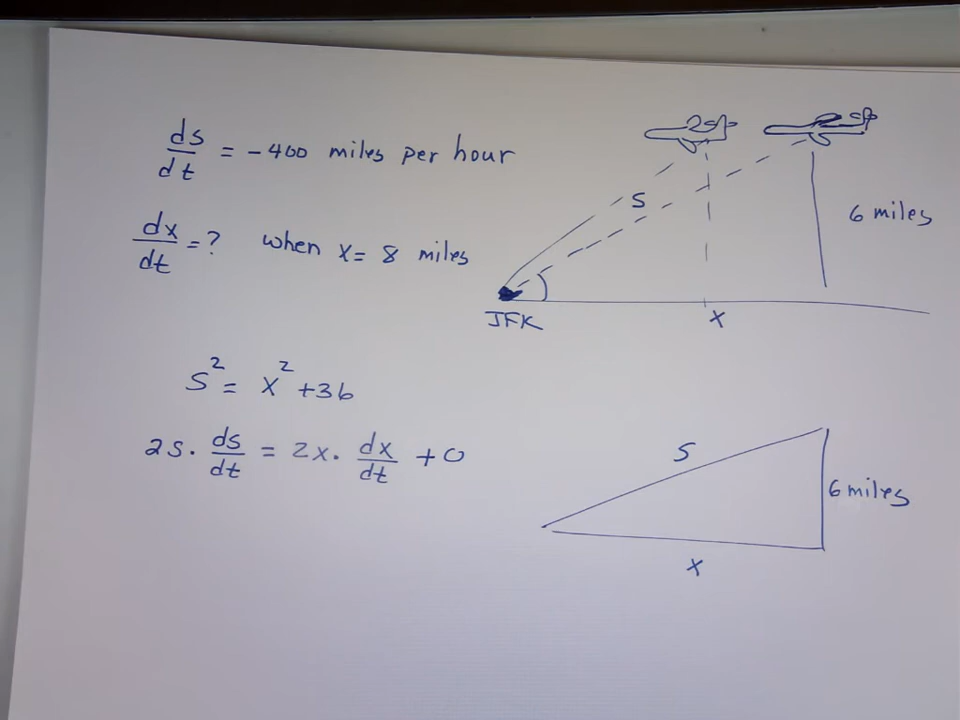 ds/dt = -400 miles per hour
dx/dt = ? when x = 8 miles
S
6 miles
JFK
x
S² = x² + 36
2s · ds/dt = 2x · dx/dt + 0
S
6 miles
x